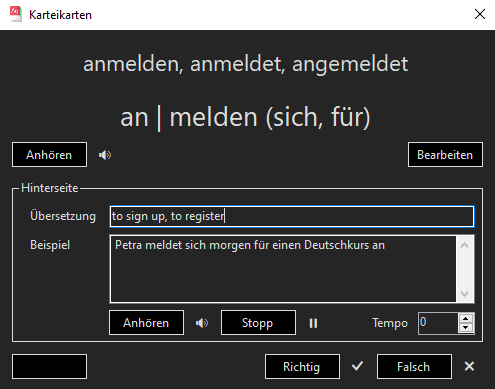 Karteikarten
anmelden, anmeldet, angemeldet
an | melden (sich, für)
Anhören
Bearbeiten
Hinterseite
Übersetzung
to sign up, to register
Beispiel
Petra meldet sich morgen für einen Deutschkurs an
Anhören
Stopp
Tempo
0
Richtig
Falsch